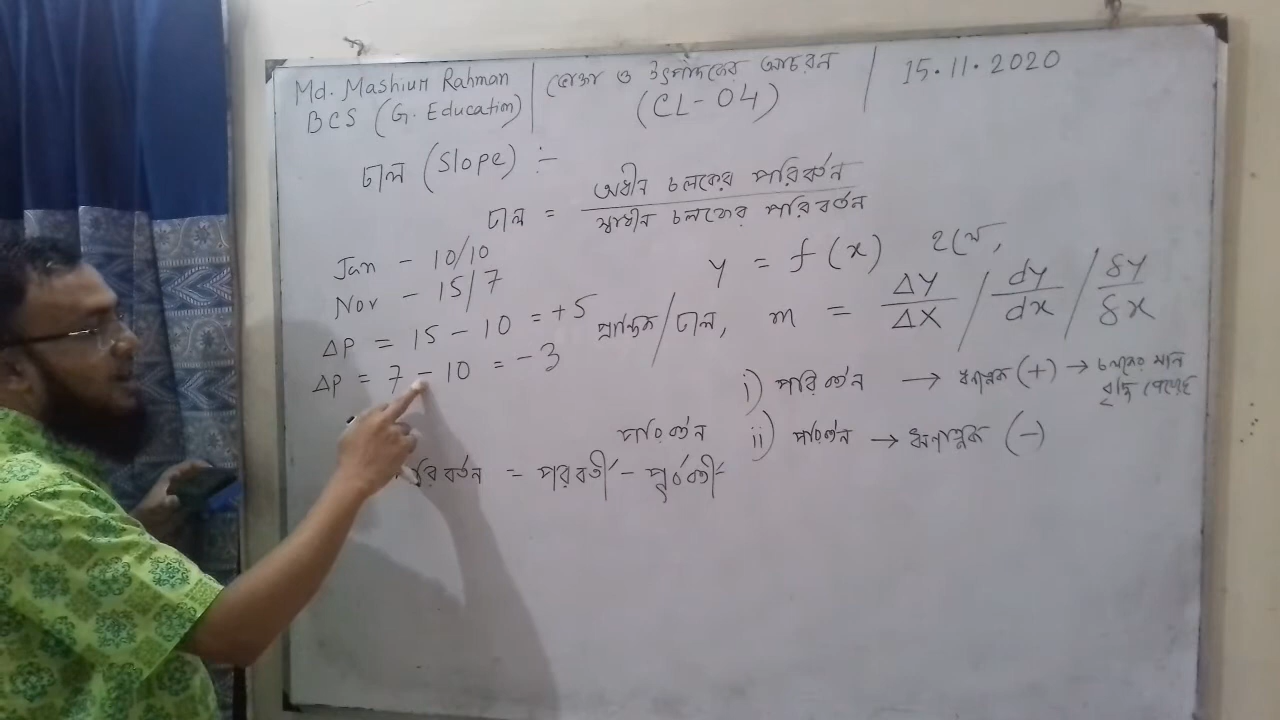 Md. Mashiur Rahman | ভোক্তা ও উৎপাদকের আচরন | 15.11.2020
BCS (G. Education) | (CL-04)
ঢাল (Slope) :-
ঢাল = অধীন চলকের পরিবর্তন / স্বাধীন চলকের পরিবর্তন
Jan - 10/10
Nov - 15/7
y = f(x) হলে,
ΔP = 15 - 10 = +5
ΔP = 7 - 10 = -3
প্রান্তিক/ঢাল, m = ΔY/ΔX / dy/dx / δy/δx
i) পরিবর্তন → ধনাত্মক (+) → চলকের মান
বৃদ্ধি পেয়েছে
পরিবর্তন
ii) পরিবর্তন → ঋনাত্মক (-)
পরিবর্তন = পরবর্তী - পূর্ববর্তী